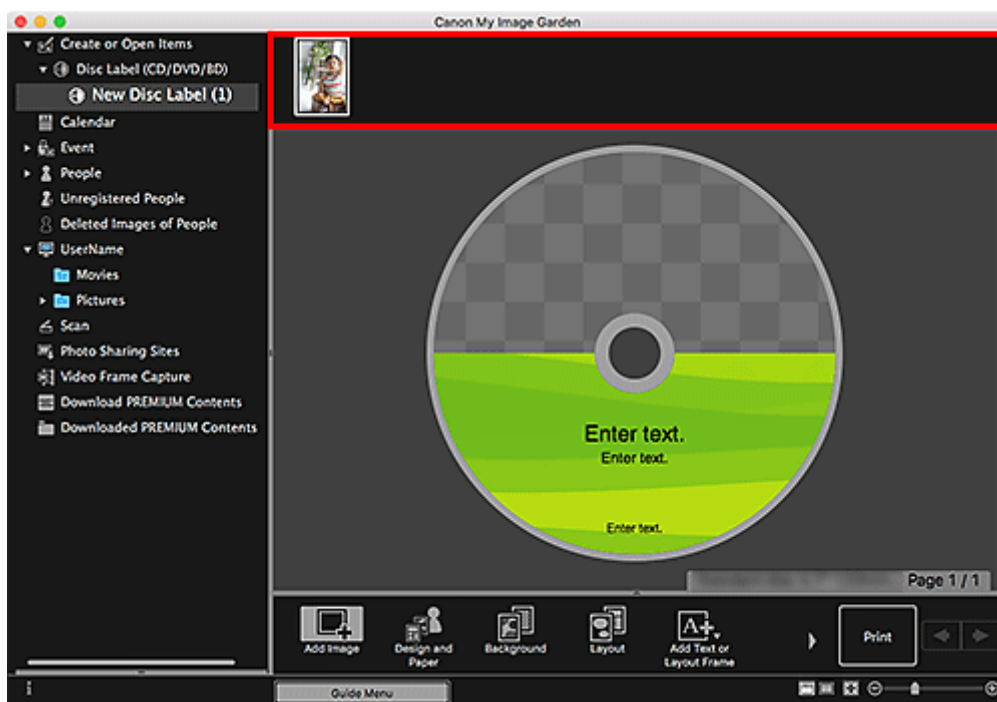 Canon My Image Garden
Create or Open Items
Disc Label (CD/DVD/BD)
New Disc Label (1)
Calendar
Event
People
Unregistered People
Deleted Images of People
UserName
Movies
Pictures
Scan
Photo Sharing Sites
Video Frame Capture
Download PREMIUM Contents
Downloaded PREMIUM Contents
Enter text.
Enter text.
Enter text.
Page 1 / 1
Add Image
Design and
Paper
Background
Layout
Add Text or
Layout Frame
Print
Guide Menu